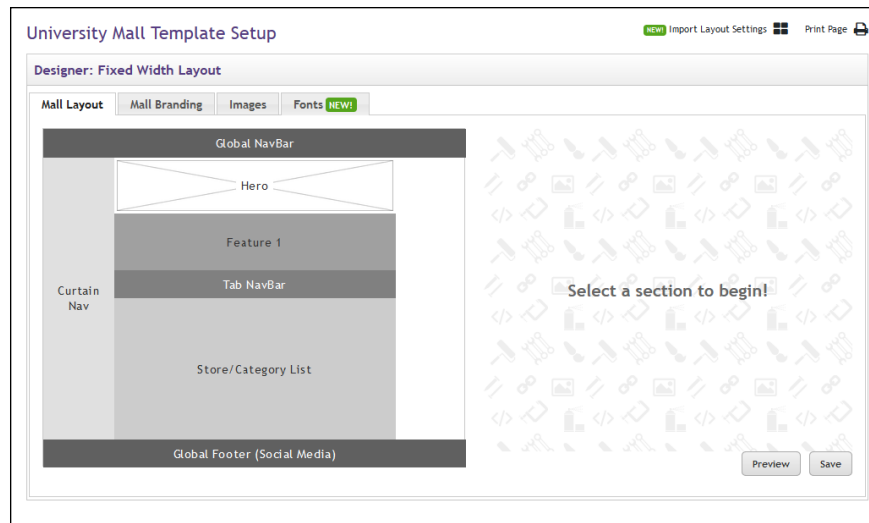 University Mall Template Setup
NEW! Import Layout Settings
Print Page
Designer: Fixed Width Layout
Mall Layout
Mall Branding
Images
Fonts NEW!
Global NavBar
Hero
Feature 1
Tab NavBar
Curtain
Nav
Select a section to begin!
Store/Category List
Global Footer (Social Media)
Preview
Save